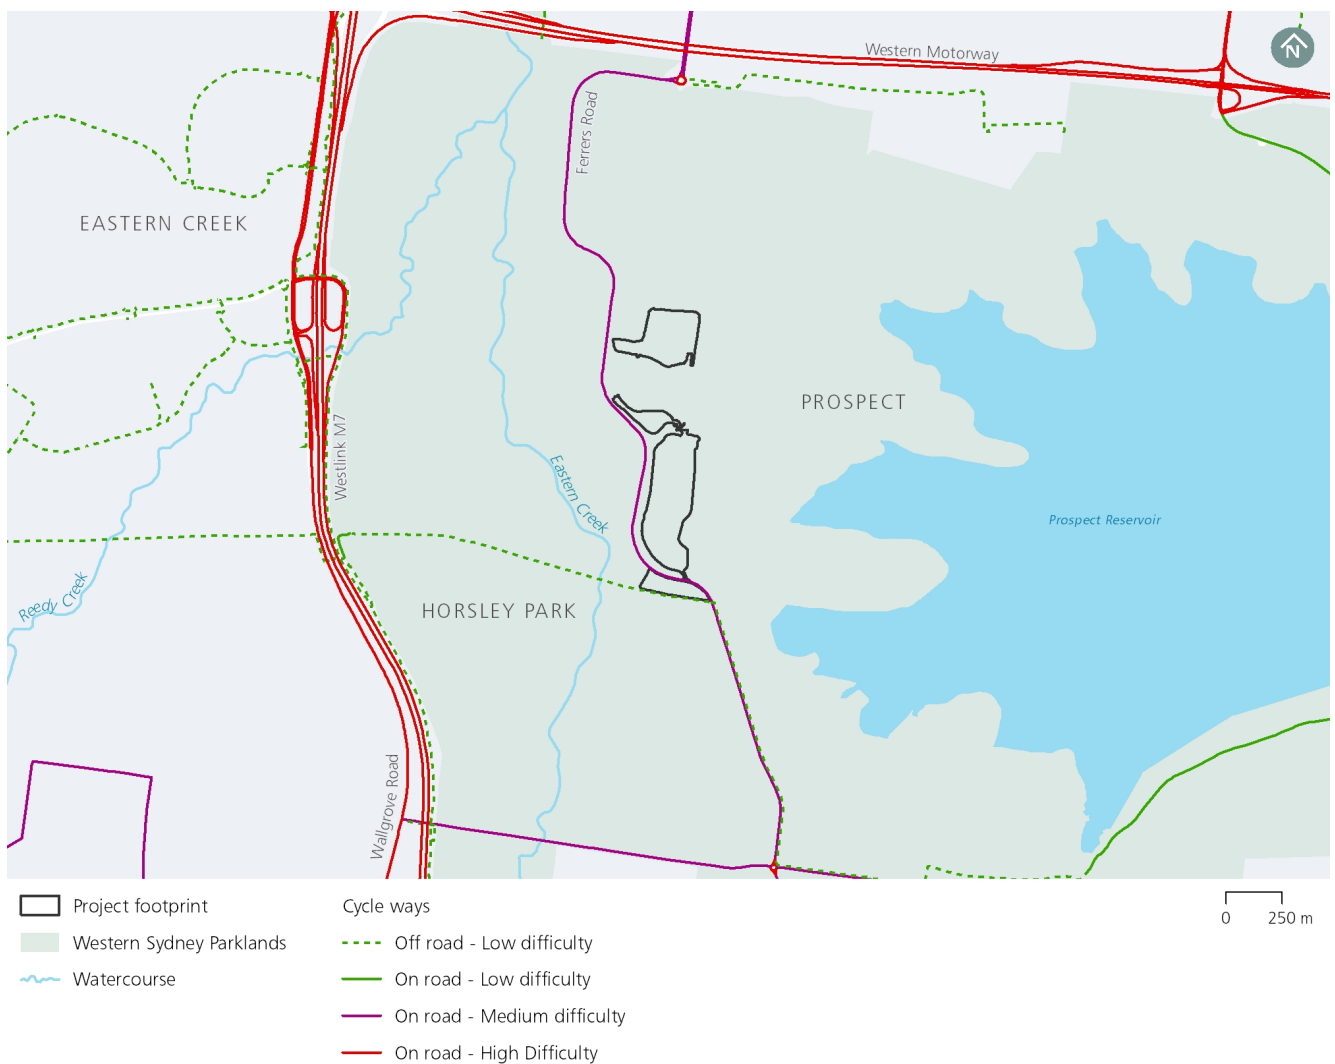 Western Motorway
N
Ferrers Road
EASTERN CREEK
PROSPECT
Westlink M7
Eastern Creek
Prospect Reservoir
Reedy Creek
HORSLEY PARK
Wallgrove Road
Project footprint
Western Sydney Parklands
Watercourse
Cycle ways
Off road - Low difficulty
On road - Low difficulty
On road - Medium difficulty
On road - High Difficulty
0 250 m